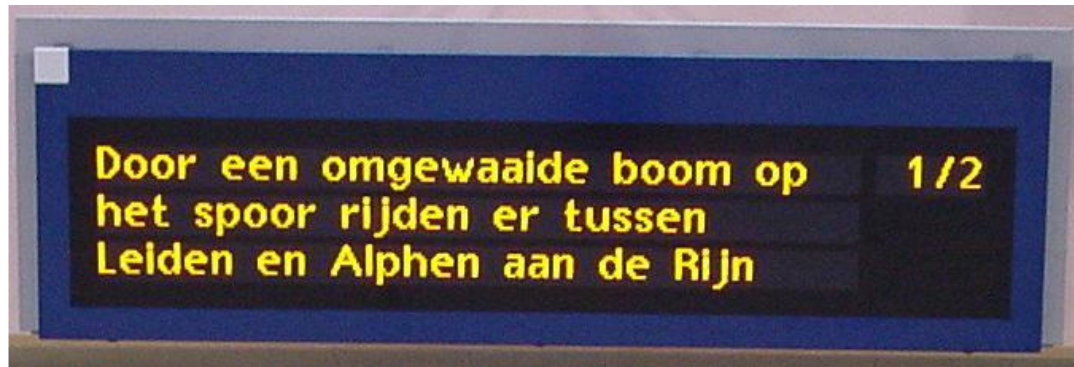 Door een omgewaaide boom op 1/2
het spoor rijden er tussen
Leiden en Alphen aan de Rijn